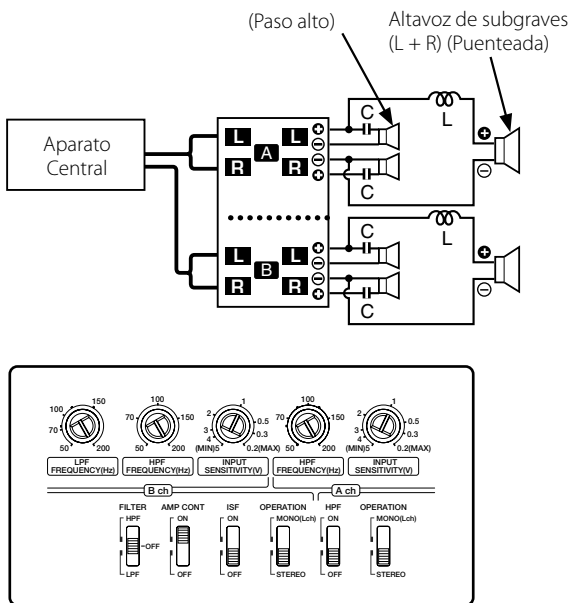 (Paso alto)
Altavoz de subgraves
(L + R) (Puenteada)
Aparato
Central
L L
A
R R
C
L
C
L L
B
R R
C
L
C
50 70 100 150 200
LPF
FREQUENCY(Hz)
50 70 100 150 200
HPF
FREQUENCY(Hz)
(MIN)5 4 3 2 1 0.5 0.3 0.2(MAX)
INPUT
SENSITIVITY(V)
50 70 100 150 200
HPF
FREQUENCY(Hz)
(MIN)5 4 3 2 1 0.5 0.3 0.2(MAX)
INPUT
SENSITIVITY(V)
B ch
A ch
FILTER
HPF
OFF
LPF
AMP CONT
ON
OFF
ISF
ON
OFF
OPERATION
MONO(Lch)
STEREO
HPF
ON
OFF
OPERATION
MONO(Lch)
STEREO